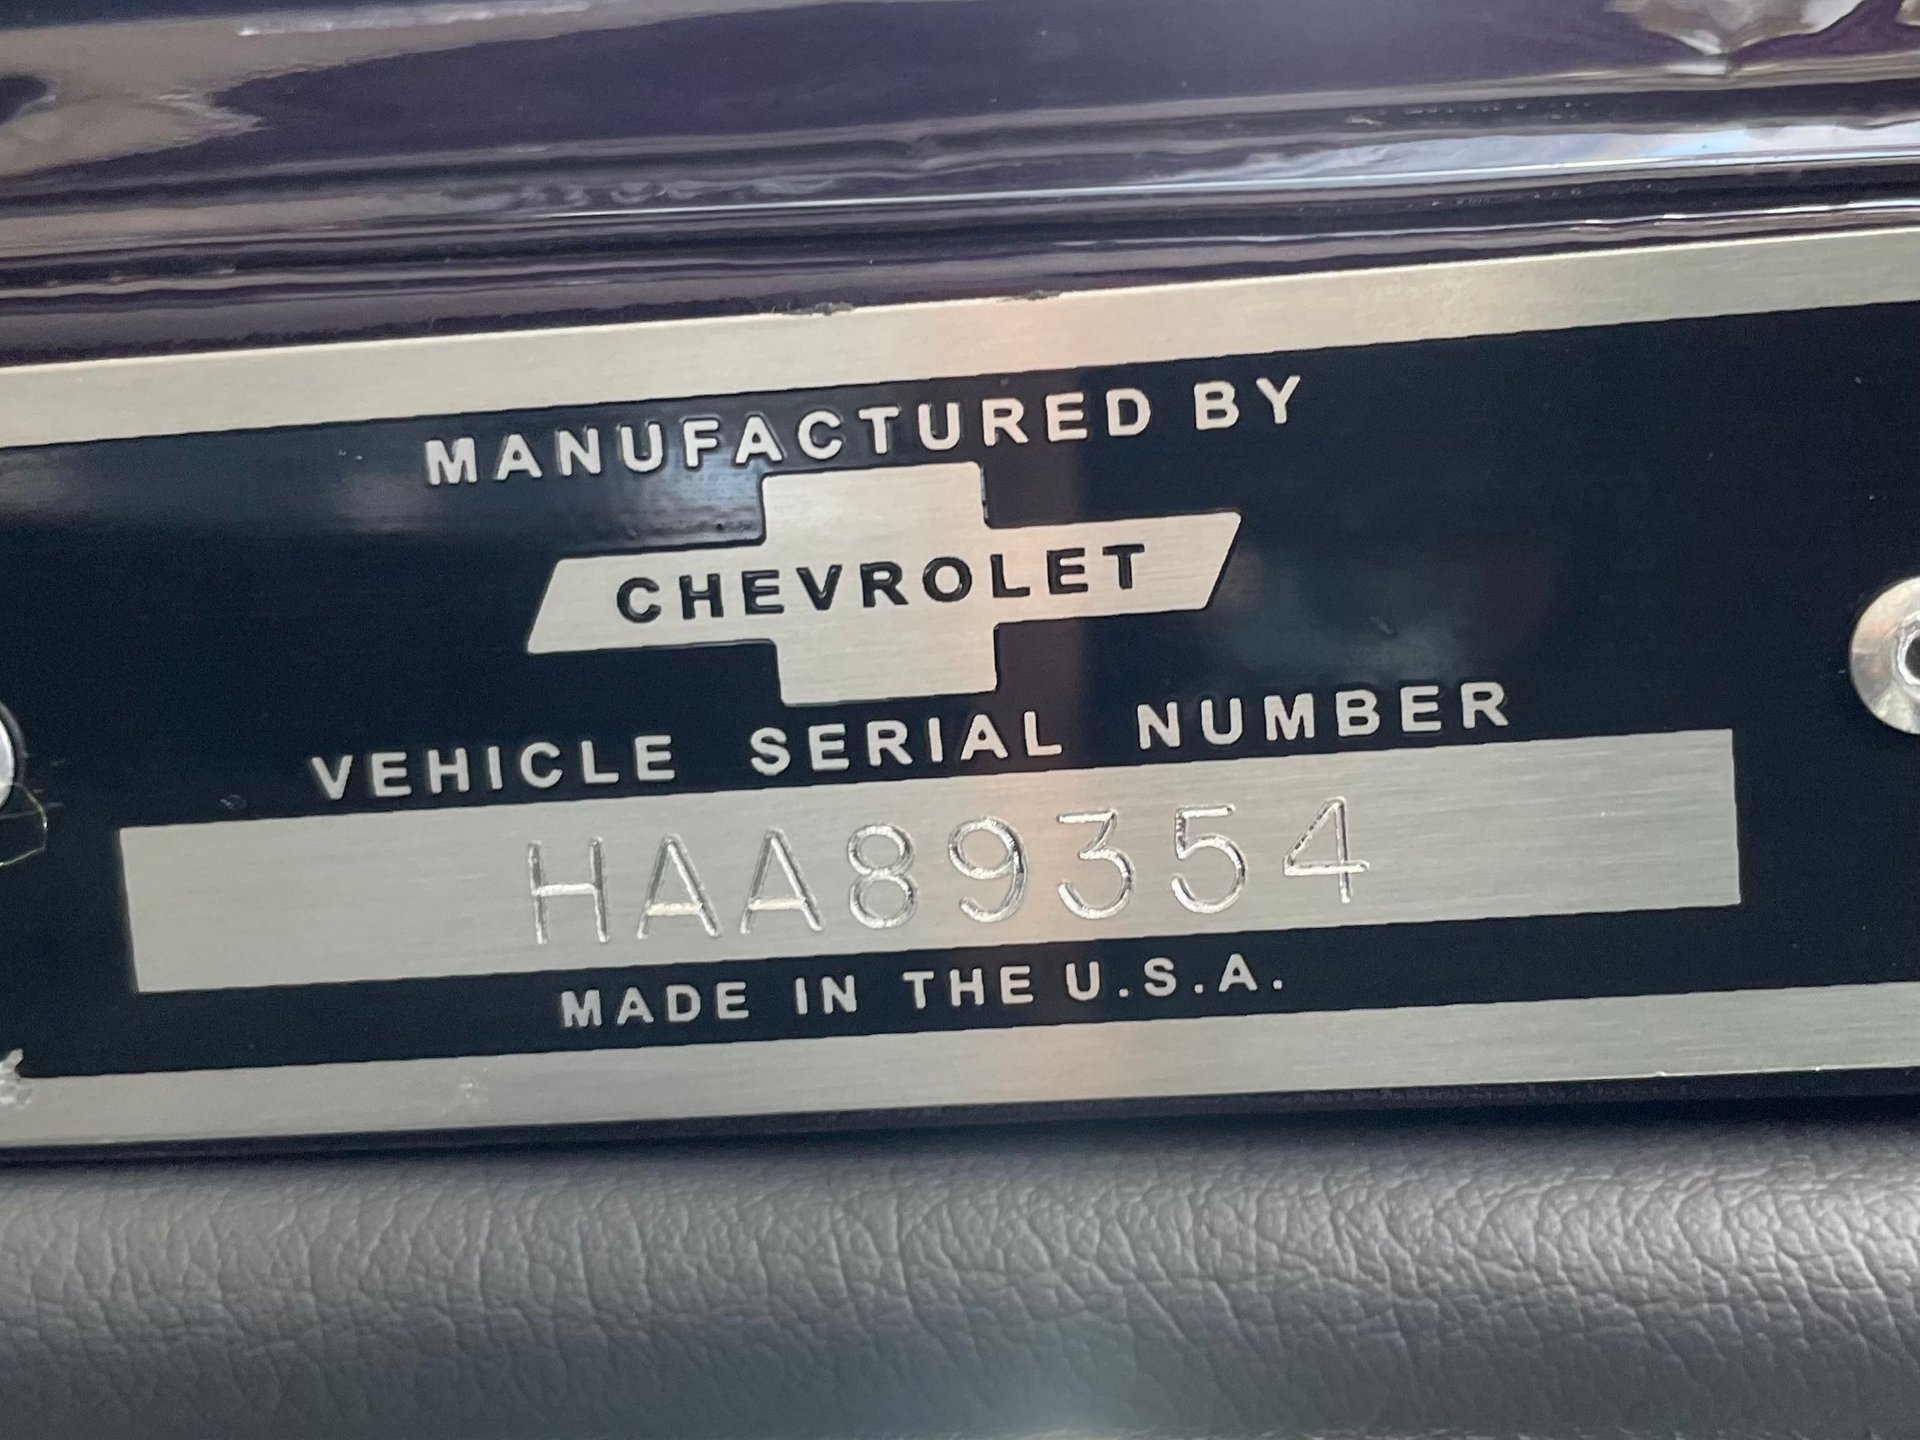 MANUFACTURED BY
CHEVROLET
VEHICLE SERIAL NUMBER
HAA89354
MADE IN THE U.S.A.